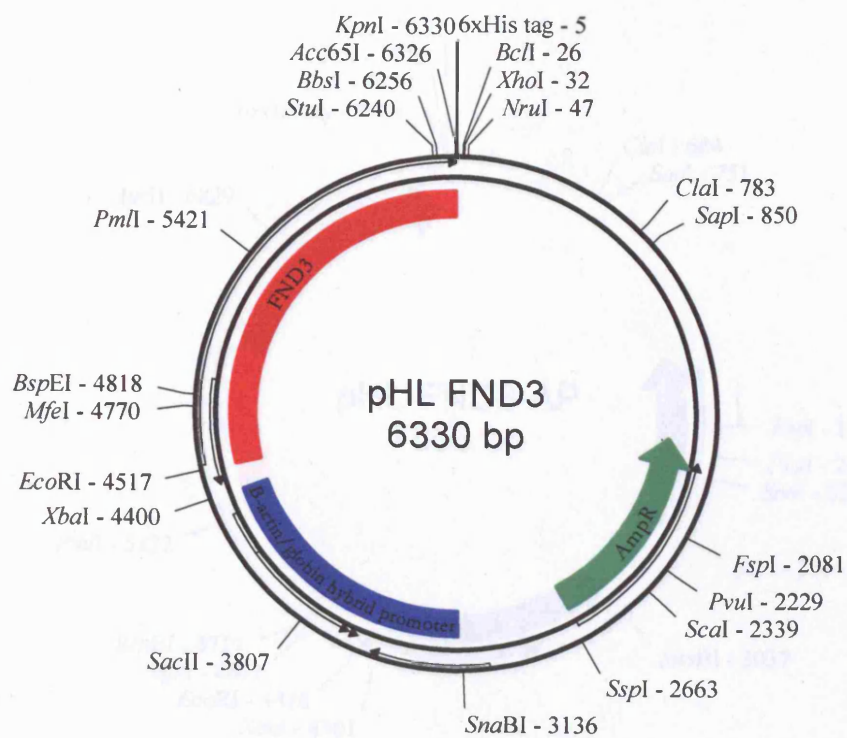 KpnI - 6330 6xHis tag - 5
Acc65I - 6326 BclI - 26
BbsI - 6256 XhoI - 32
StuI - 6240 NruI - 47
ClaI - 783
SapI - 850
PmlI - 5421
FND3
BspEI - 4818
MfeI - 4770
pHL FND3
6330 bp
EcoRI - 4517
XbaI - 4400
B-actin/globin hybrid promoter
AmpR
FspI - 2081
PvuI - 2229
ScaI - 2339
SacII - 3807
SspI - 2663
SnaBI - 3136